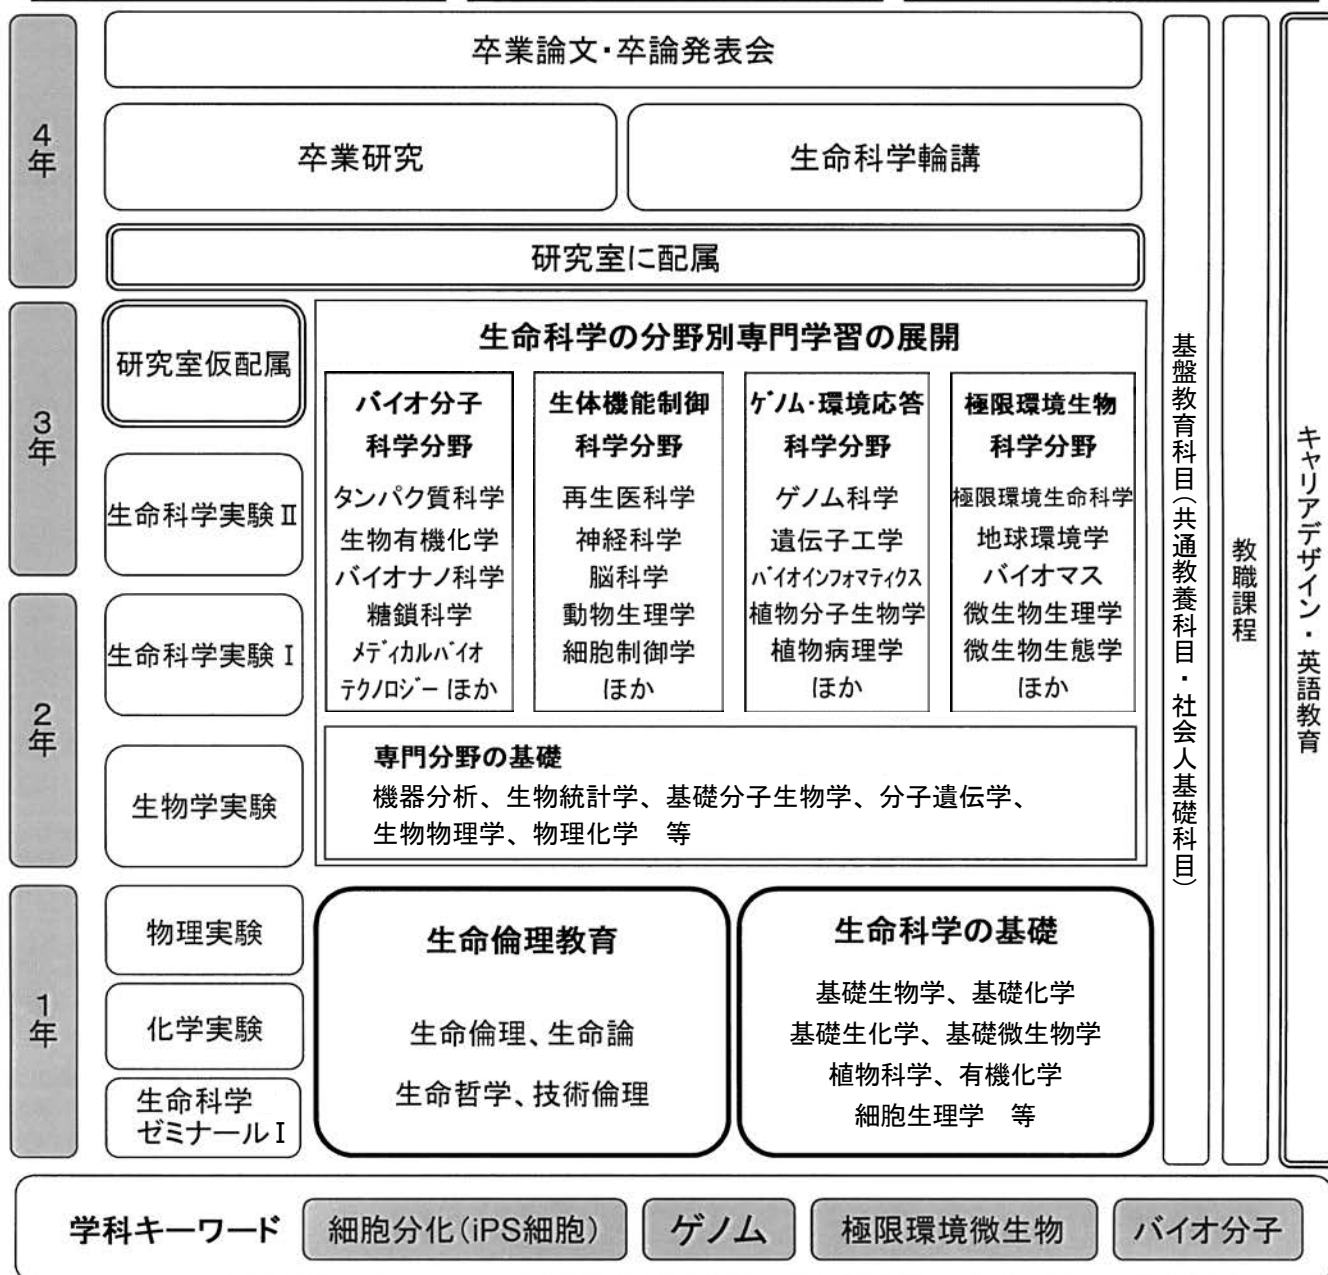 4年
卒業論文・卒論発表会
卒業研究
生命科学輪講
研究室に配属
3年
研究室仮配属
生命科学実験Ⅱ
生命科学の分野別専門学習の展開
バイオ分子
科学分野
タンパク質科学
生物有機化学
バイオナノ科学
糖鎖科学
メディカルバイオ
テクノロジー ほか
生体機能制御
科学分野
再生医科学
神経科学
脳科学
動物生理学
細胞制御学
ほか
ゲノム・環境応答
科学分野
ゲノム科学
遺伝子工学
バイオインフォマティクス
植物分子生物学
植物病理学
ほか
極限環境生物
科学分野
極限環境生命科学
地球環境学
バイオマス
微生物生理学
微生物生態学
ほか
2年
生命科学実験Ⅰ
生物学実験
専門分野の基礎
機器分析、生物統計学、基礎分子生物学、分子遺伝学、
生物物理学、物理化学 等
1年
物理実験
化学実験
生命科学
ゼミナールⅠ
生命倫理教育
生命倫理、生命論
生命哲学、技術倫理
生命科学の基礎
基礎生物学、基礎化学
基礎生化学、基礎微生物学
植物科学、有機化学
細胞生理学 等
基盤教育科目(共通教養科目・社会人基礎科目)
教職課程
キャリアデザイン・英語教育
学科キーワード
細胞分化(iPS細胞)
ゲノム
極限環境微生物
バイオ分子